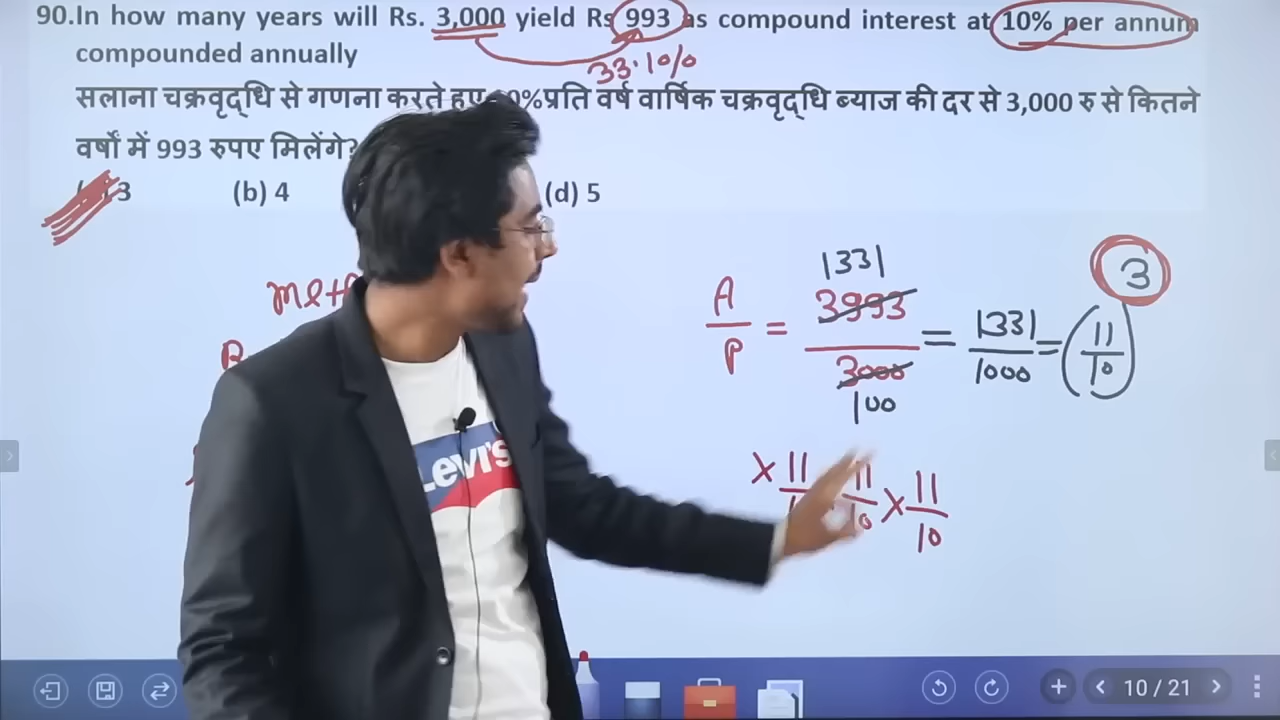 90.In how many years will Rs. 3,000 yield Rs 993 as compound interest at 10% per annum
compounded annually
33.10%
सलाना चक्रवृद्धि से गणना करते हुए 0%प्रति वर्ष वार्षिक चक्रवृद्धि ब्याज की दर से 3,000 रु से कितने
वर्षों में 993 रुपए मिलेंगे?
3 (b) 4 (d) 5
A/P = 3993/3000 = 1331/1000 = (11/10) 3
1331
100
× 11 11/10 × 11/10
Levi's
10 / 21